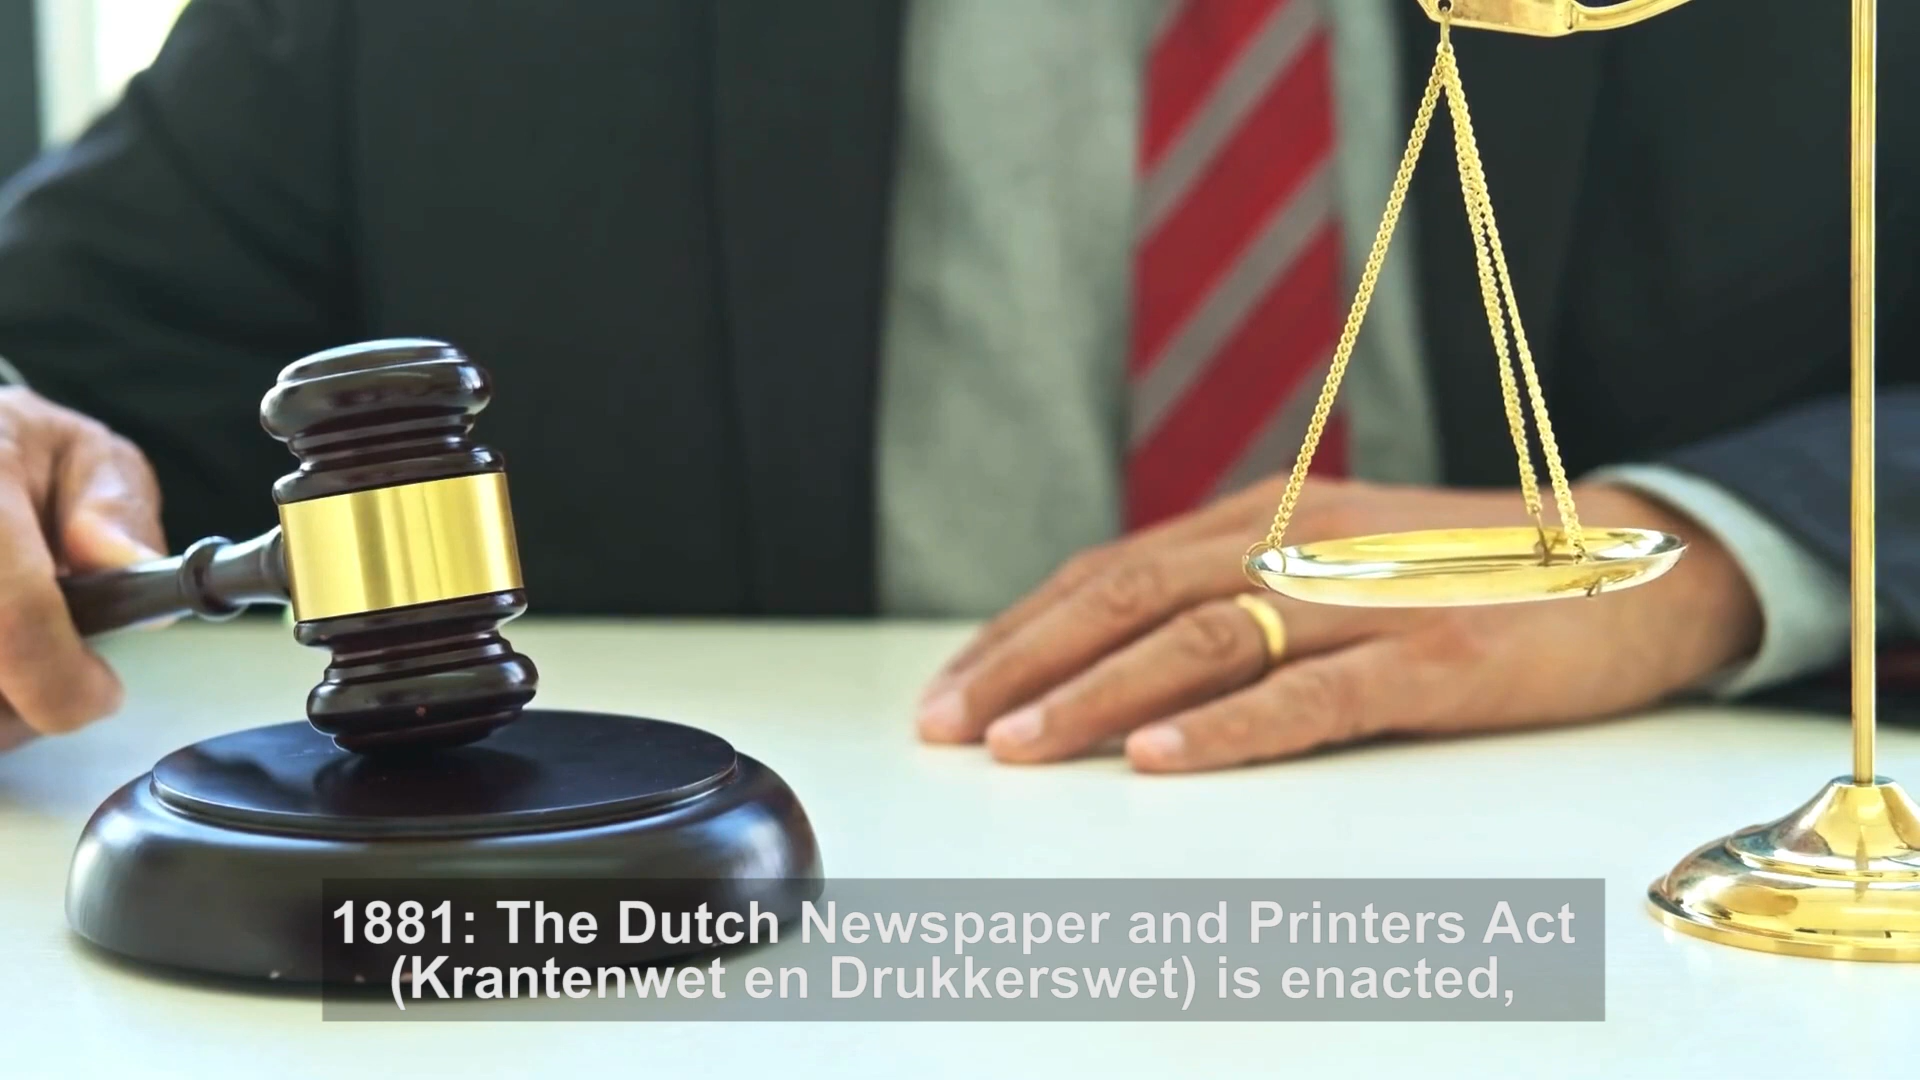 1881: The Dutch Newspaper and Printers Act
(Krantenwet en Drukkerswet) is enacted,